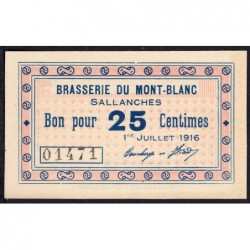 BRASSERIE DU MONT-BLANC
SALLANCHES
Bon pour 25 Centimes
1er JUILLET 1916
01471